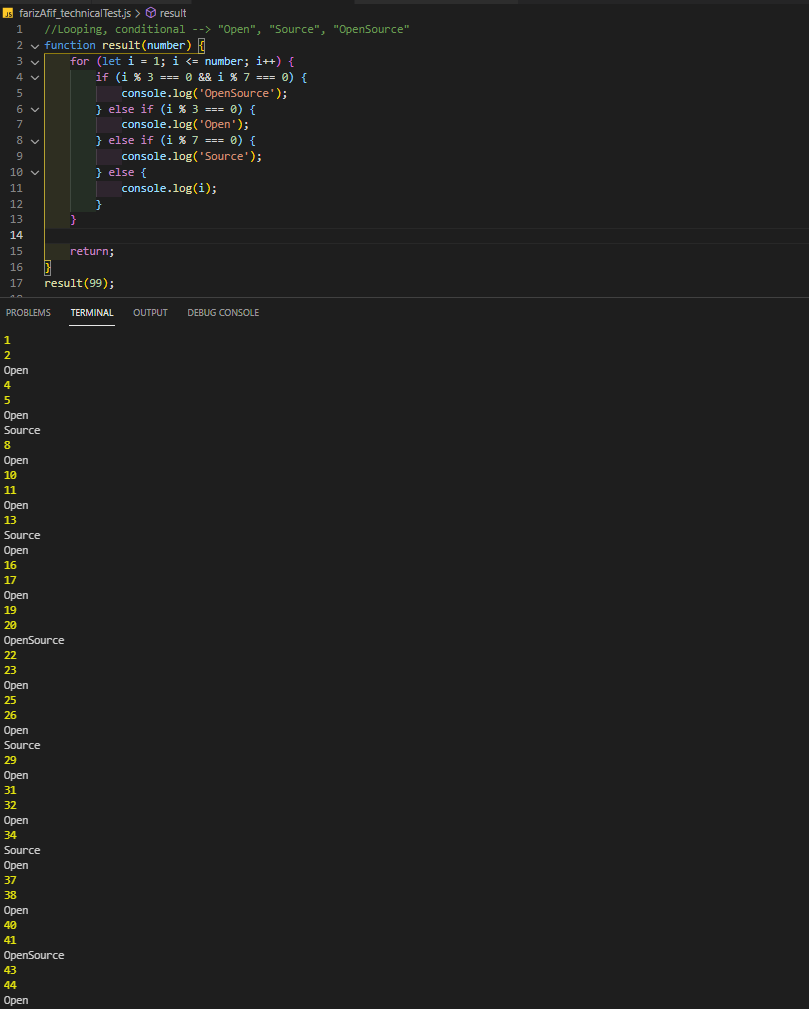 JS farizAfif_technicalTest.js > result
1 //Looping, conditional --> "Open", "Source", "OpenSource"
2 function result(number) {
3 for (let i = 1; i <= number; i++) {
4 if (i % 3 === 0 && i % 7 === 0) {
5 console.log('OpenSource');
6 } else if (i % 3 === 0) {
7 console.log('Open');
8 } else if (i % 7 === 0) {
9 console.log('Source');
10 } else {
11 console.log(i);
12 }
13 }
14
15 return;
16 }
17 result(99);
PROBLEMS TERMINAL OUTPUT DEBUG CONSOLE
1
2
Open
4
5
Open
Source
8
Open
10
11
Open
13
Source
Open
16
17
Open
19
20
OpenSource
22
23
Open
25
26
Open
Source
29
Open
31
32
Open
34
Source
Open
37
38
Open
40
41
OpenSource
43
44
Open